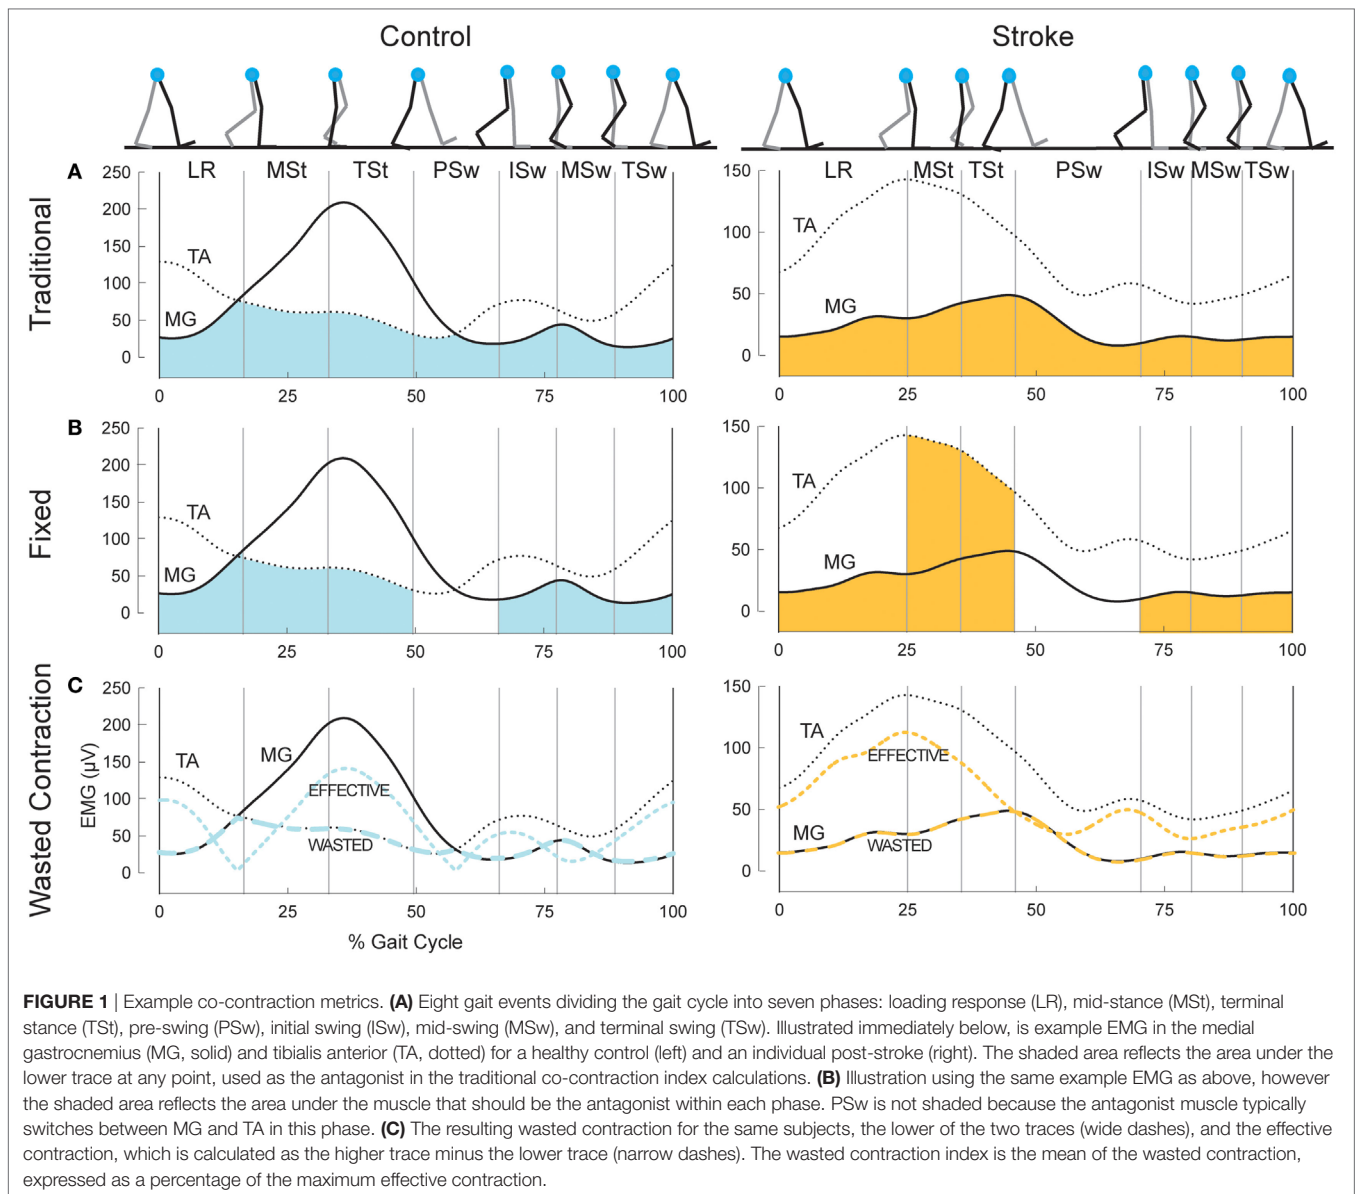 Control
Stroke
A
Traditional
LR MSt TSt PSw ISw MSw TSw
250
200
150
100
50
0
TA
MG
0 25 50 75 100
LR MSt TSt PSw ISw MSw TSw
150
100
50
0
TA
MG
0 25 50 75 100
B
Fixed
250
200
150
100
50
0
TA
MG
0 25 50 75 100
150
100
50
0
TA
MG
0 25 50 75 100
C
Wasted Contraction
EMG (µV)
250
200
150
100
50
0
TA
MG
EFFECTIVE
WASTED
0 25 50 75 100
% Gait Cycle
150
100
50
0
TA
EFFECTIVE
MG
WASTED
0 25 50 75 100
FIGURE 1 | Example co-contraction metrics. (A) Eight gait events dividing the gait cycle into seven phases: loading response (LR), mid-stance (MSt), terminal
stance (TSt), pre-swing (PSw), initial swing (ISw), mid-swing (MSw), and terminal swing (TSw). Illustrated immediately below, is example EMG in the medial
gastrocnemius (MG, solid) and tibialis anterior (TA, dotted) for a healthy control (left) and an individual post-stroke (right). The shaded area reflects the area under the
lower trace at any point, used as the antagonist in the traditional co-contraction index calculations. (B) Illustration using the same example EMG as above, however
the shaded area reflects the area under the muscle that should be the antagonist within each phase. PSw is not shaded because the antagonist muscle typically
switches between MG and TA in this phase. (C) The resulting wasted contraction for the same subjects, the lower of the two traces (wide dashes), and the effective
contraction, which is calculated as the higher trace minus the lower trace (narrow dashes). The wasted contraction index is the mean of the wasted contraction,
expressed as a percentage of the maximum effective contraction.